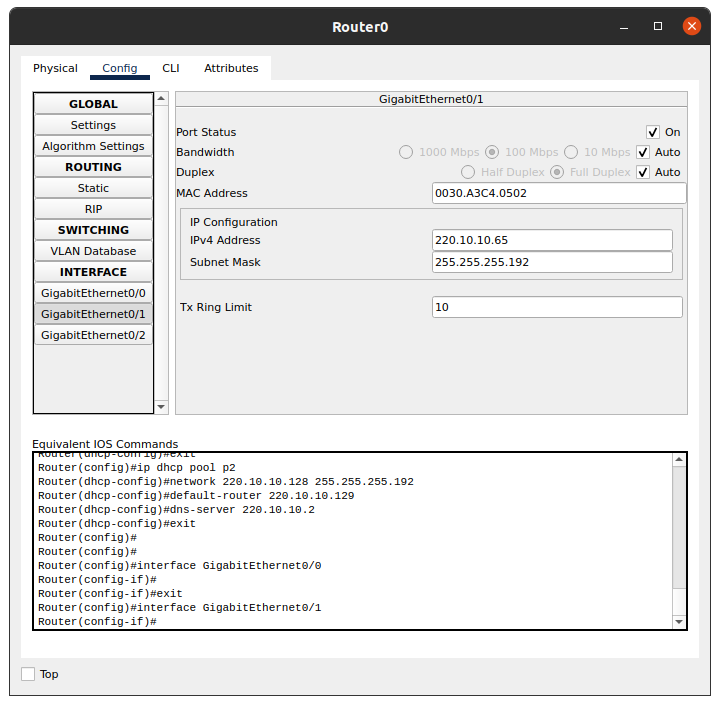 Router0
Physical Config CLI Attributes
GLOBAL
Settings
Algorithm Settings
ROUTING
Static
RIP
SWITCHING
VLAN Database
INTERFACE
GigabitEthernet0/0
GigabitEthernet0/1
GigabitEthernet0/2
GigabitEthernet0/1
Port Status On
Bandwidth 1000 Mbps 100 Mbps 10 Mbps Auto
Duplex Half Duplex Full Duplex Auto
MAC Address 0030.A3C4.0502
IP Configuration
IPv4 Address 220.10.10.65
Subnet Mask 255.255.255.192
Tx Ring Limit 10
Equivalent IOS Commands
Router(dhcp-config)#exit
Router(config)#ip dhcp pool p2
Router(dhcp-config)#network 220.10.10.128 255.255.255.192
Router(dhcp-config)#default-router 220.10.10.129
Router(dhcp-config)#dns-server 220.10.10.2
Router(dhcp-config)#exit
Router(config)#
Router(config)#
Router(config)#interface GigabitEthernet0/0
Router(config-if)#
Router(config-if)#exit
Router(config)#interface GigabitEthernet0/1
Router(config-if)#
Top